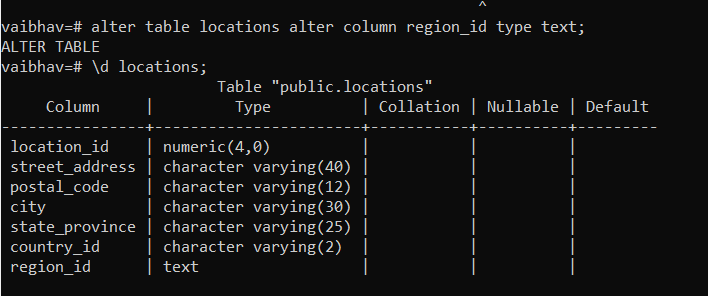 ^
vaibhav=# alter table locations alter column region_id type text;
ALTER TABLE
vaibhav=# \d locations;
                      Table "public.locations"
     Column     |         Type          | Collation | Nullable | Default
----------------+-----------------------+-----------+----------+---------
 location_id    | numeric(4,0)          |           |          |
 street_address | character varying(40) |           |          |
 postal_code    | character varying(12) |           |          |
 city           | character varying(30) |           |          |
 state_province | character varying(25) |           |          |
 country_id     | character varying(2)  |           |          |
 region_id      | text                  |           |          |